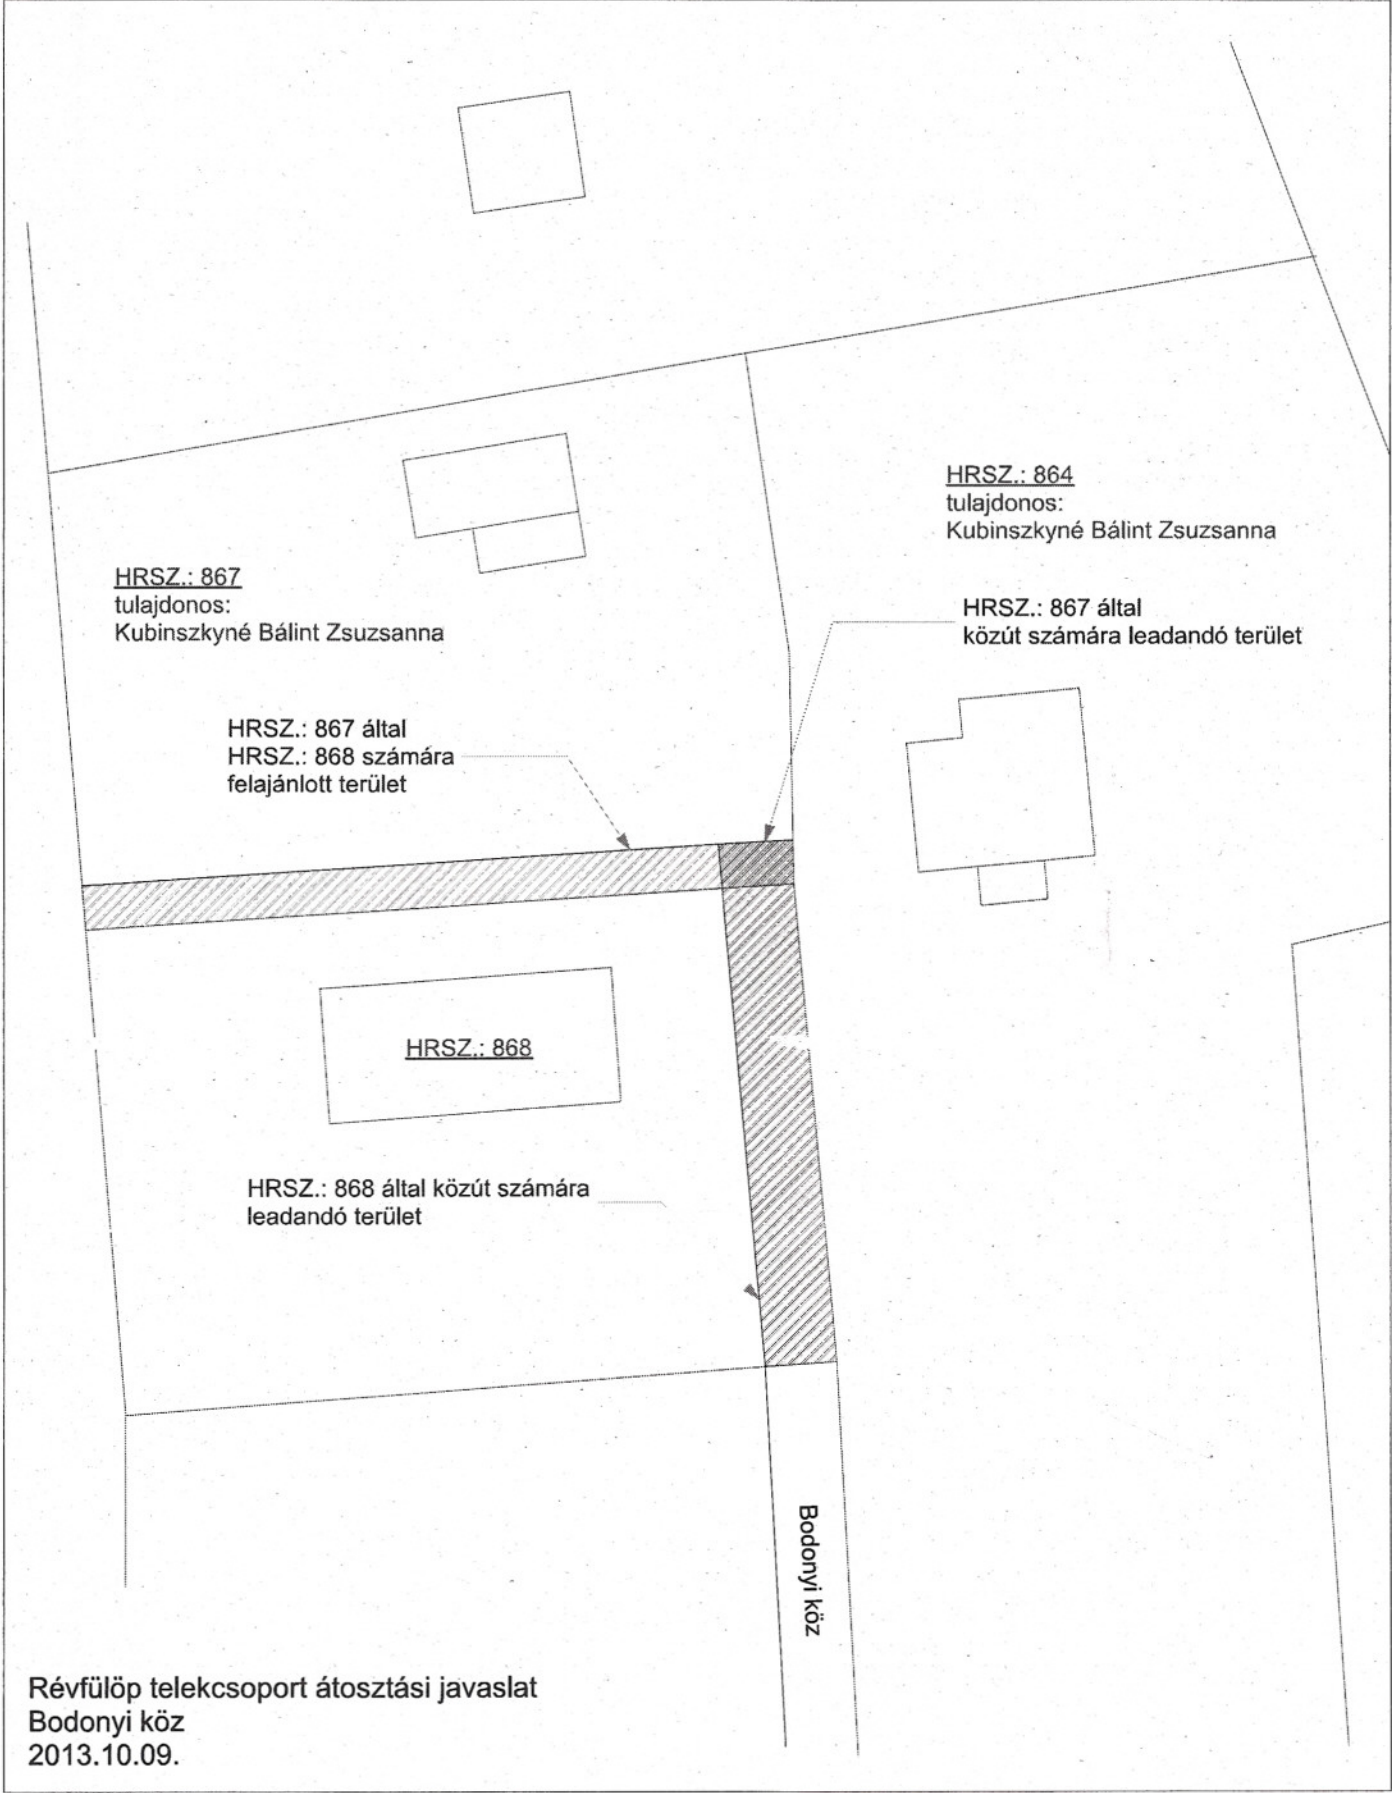 HRSZ.: 864
tulajdonos:
Kubinszkyné Bálint Zsuzsanna
HRSZ.: 867
tulajdonos:
Kubinszkyné Bálint Zsuzsanna
HRSZ.: 867 által
közút számára leadandó terület
HRSZ.: 867 által
HRSZ.: 868 számára
felajánlott terület
HRSZ.: 868
HRSZ.: 868 által közút számára
leadandó terület
Bodonyi köz
Révfülöp telekcsoport átosztási javaslat
Bodonyi köz
2013.10.09.